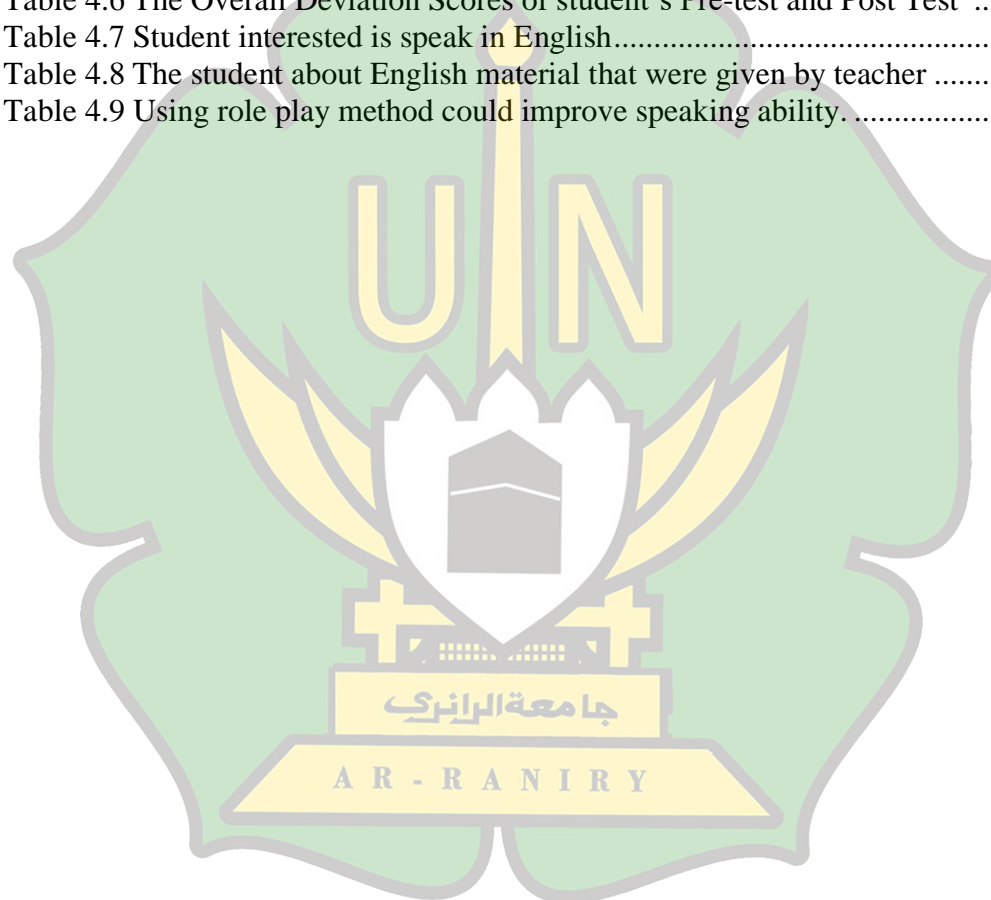 Table 4.6 The Overall Deviation Scores of student's Pre-test and Post Test ..
Table 4.7 Student interested is speak in English.......................................
Table 4.8 The student about English material that were given by teacher .......
Table 4.9 Using role play method could improve speaking ability. .................
UIN
جامعة الرانري
AR-RANIRY